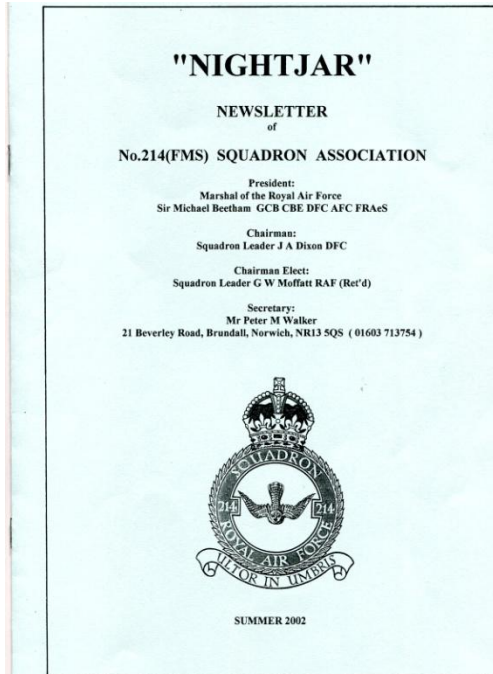 "NIGHTJAR"
NEWSLETTER
of
No.214(FMS) SQUADRON ASSOCIATION
President:
Marshal of the Royal Air Force
Sir Michael Beetham GCB CBE DFC AFC FRAeS
Chairman:
Squadron Leader J A Dixon DFC
Chairman Elect:
Squadron Leader G W Moffatt RAF (Ret'd)
Secretary:
Mr Peter M Walker
21 Beverley Road, Brundall, Norwich, NR13 5QS ( 01603 713754 )
SQUADRON
214 214
ROYAL AIR FORCE
ULTOR IN UMBRIS
SUMMER 2002